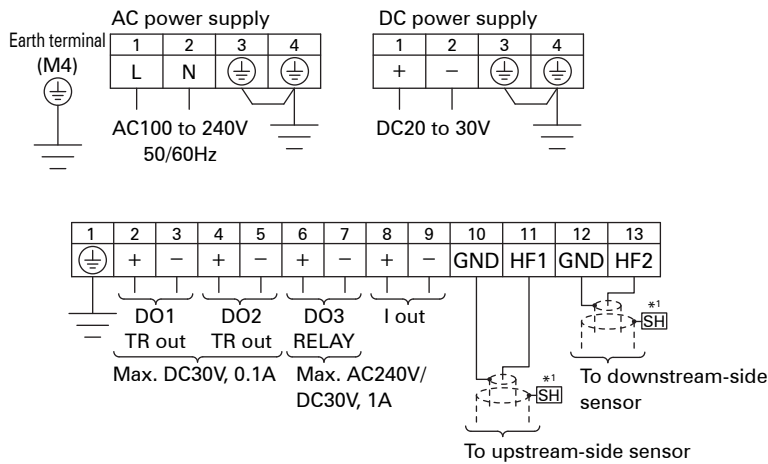 AC power supply
DC power supply
Earth terminal
(M4)
1 2 3 4
L N
AC100 to 240V
50/60Hz
1 2 3 4
+ −
DC20 to 30V
1 2 3 4 5 6 7 8 9 10 11 12 13
+ − + − + − + − GND HF1 GND HF2
DO1 DO2 DO3 I out
TR out TR out RELAY
Max. DC30V, 0.1A
Max. AC240V/
DC30V, 1A
*1
SH
To downstream-side
sensor
*1
SH
To upstream-side sensor